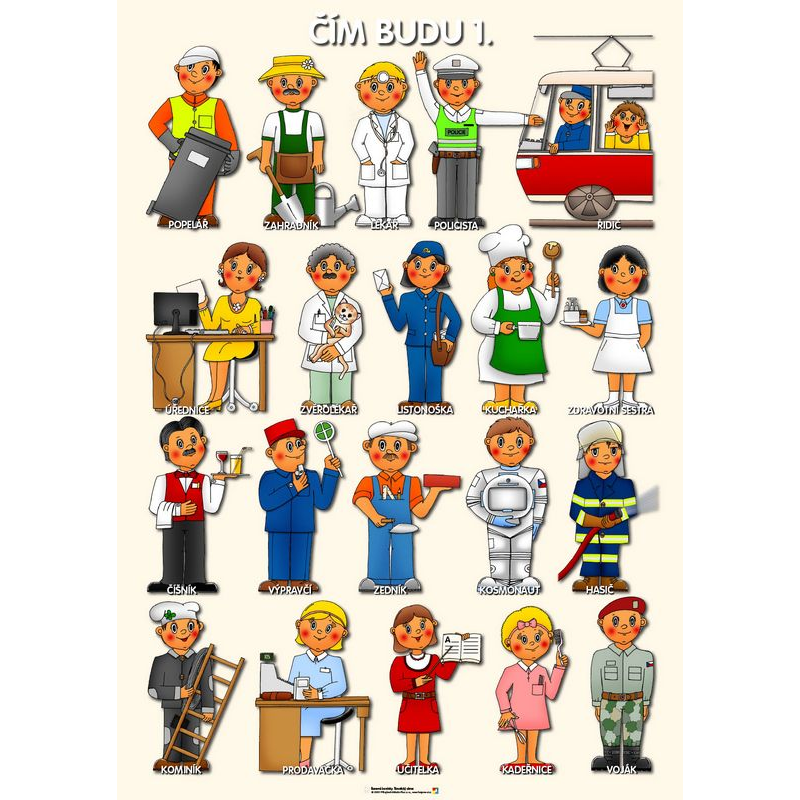 ČÍM BUDU 1.
POLICIE
POPELÁŘ
ZAHRADNÍK
LÉKAŘ
POLICISTA
ŘIDIČ
ÚŘEDNICE
ZVĚROLÉKAŘ
LISTONOŠKA
KUCHAŘKA
ZDRAVOTNÍ SESTRA
ČÍŠNÍK
VÝPRAVČÍ
ZEDNÍK
KOSMONAUT
HASIČ
A
KOMINÍK
PRODAVAČKA
UČITELKA
KADEŘNICE
VOJÁK